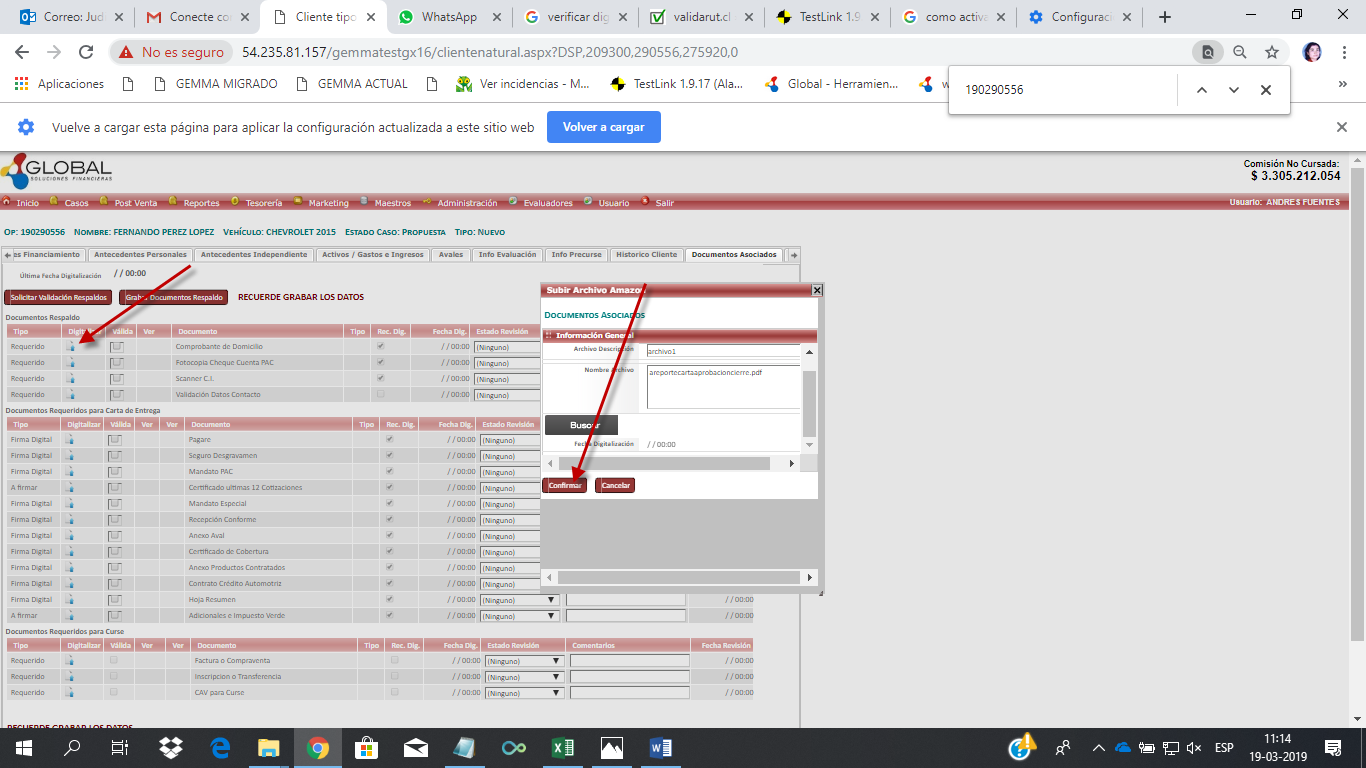 Correo: Jud
Conecte co
Cliente tipo
WhatsApp
verificar dig
validarut.cl
TestLink 1.9
como activa
Configuraci
No es seguro
54.235.81.157/gemmatestgx16/clientenatural.aspx?DSP,209300,290556,275920,0
Aplicaciones
GEMMA MIGRADO
GEMMA ACTUAL
Ver incidencias - M...
TestLink 1.9.17 (Ala...
Global - Herramien...
w
190290556
Vuelve a cargar esta página para aplicar la configuración actualizada a este sitio web
Volver a cargar
GLOBAL
SOLUCIONES FINANCIERAS
Comisión No Cursada:
$ 3.305.212.054
Inicio Casos Post Venta Reportes Tesorería Marketing Maestros Administración Evaluadores Usuario Salir
Usuario: ANDRES FUENTES
Op: 190290556 Nombre: FERNANDO PEREZ LOPEZ Vehículo: CHEVROLET 2015 Estado Caso: Propuesta Tipo: Nuevo
es Financiamiento Antecedentes Personales Antecedentes Independiente Activos / Gastos e Ingresos Avales Info Evaluación Info Precurse Historico Cliente Documentos Asociados
Última Fecha Digitalización / / 00:00
Solicitar Validación Respaldos Grabar Documentos Respaldo RECUERDE GRABAR LOS DATOS
Documentos Respaldo
Tipo Digitalizar Válida Ver Documento Tipo Rec. Dig. Fecha Dig. Estado Revisión
Requerido Comprobante de Domicilio / / 00:00 (Ninguno)
Requerido Fotocopia Cheque Cuenta PAC / / 00:00 (Ninguno)
Requerido Scanner C.I. / / 00:00 (Ninguno)
Requerido Validación Datos Contacto / / 00:00 (Ninguno)
Documentos Requeridos para Carta de Entrega
Tipo Digitalizar Válida Ver Ver Documento Tipo Rec. Dig. Fecha Dig. Estado Revisión
Firma Digital Pagare / / 00:00 (Ninguno)
Firma Digital Seguro Desgravamen / / 00:00 (Ninguno)
Firma Digital Mandato PAC / / 00:00 (Ninguno)
A firmar Certificado ultimas 12 Cotizaciones / / 00:00 (Ninguno)
Firma Digital Mandato Especial / / 00:00 (Ninguno)
Firma Digital Recepción Conforme / / 00:00 (Ninguno)
Firma Digital Anexo Aval / / 00:00 (Ninguno)
Firma Digital Certificado de Cobertura / / 00:00 (Ninguno)
Firma Digital Anexo Productos Contratados / / 00:00 (Ninguno)
Firma Digital Contrato Crédito Automotriz / / 00:00 (Ninguno)
Firma Digital Hoja Resumen / / 00:00 (Ninguno) / / 00:00
A firmar Adicionales e Impuesto Verde / / 00:00 (Ninguno) / / 00:00
Documentos Requeridos para Curse
Tipo Digitalizar Válida Ver Ver Documento Tipo Rec. Dig. Fecha Dig. Estado Revisión Comentarios Fecha Revisión
Requerido Factura o Compraventa / / 00:00 (Ninguno) / / 00:00
Requerido Inscripcion o Transferencia / / 00:00 (Ninguno) / / 00:00
Requerido CAV para Curse / / 00:00 (Ninguno) / / 00:00
RECUERDE GRABAR LOS DATOS
Subir Archivo Amazon
Documentos Asociados
Información General
Archivo Descripción archivo1
Nombre Archivo areportecartaaprobacioncierre.pdf
Buscar
Fecha Digitalización / / 00:00
Confirmar Cancelar
ESP
11:14
19-03-2019